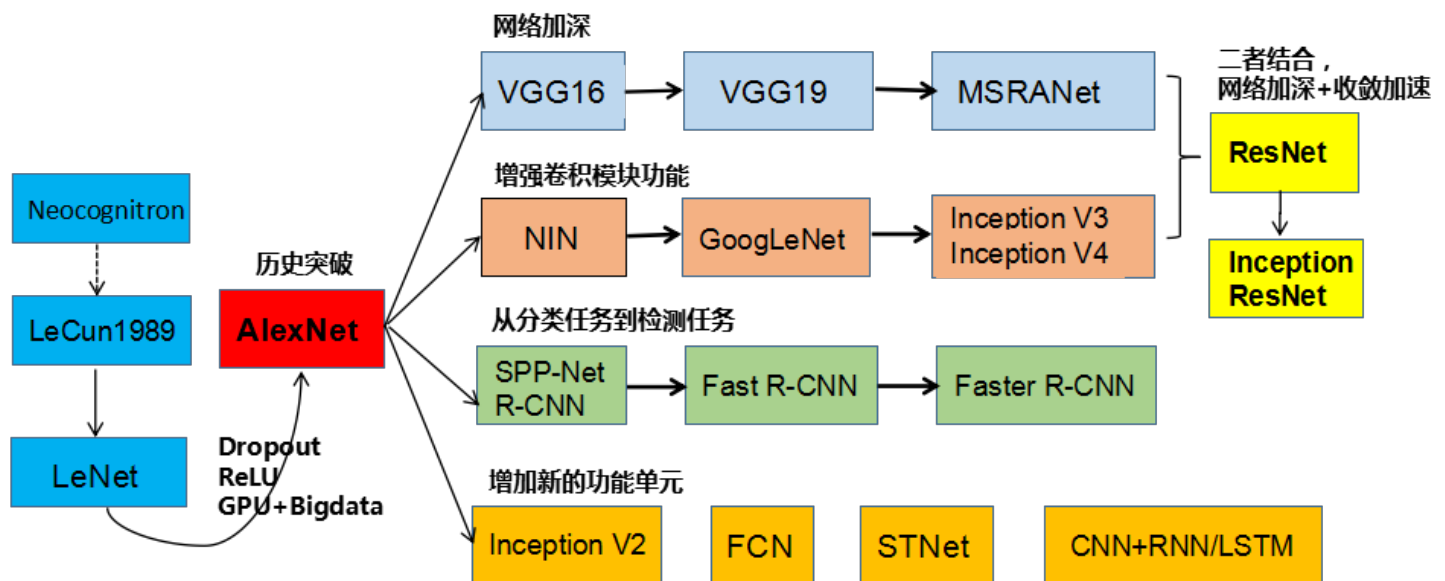 网络加深
VGG16
VGG19
MSRANet
二者结合，
网络加深+收敛加速
ResNet
Inception
ResNet
增强卷积模块功能
NIN
GoogLeNet
Inception V3
Inception V4
Neocognitron
LeCun1989
LeNet
历史突破
AlexNet
Dropout
ReLU
GPU+Bigdata
从分类任务到检测任务
SPP-Net
R-CNN
Fast R-CNN
Faster R-CNN
增加新的功能单元
Inception V2
FCN
STNet
CNN+RNN/LSTM